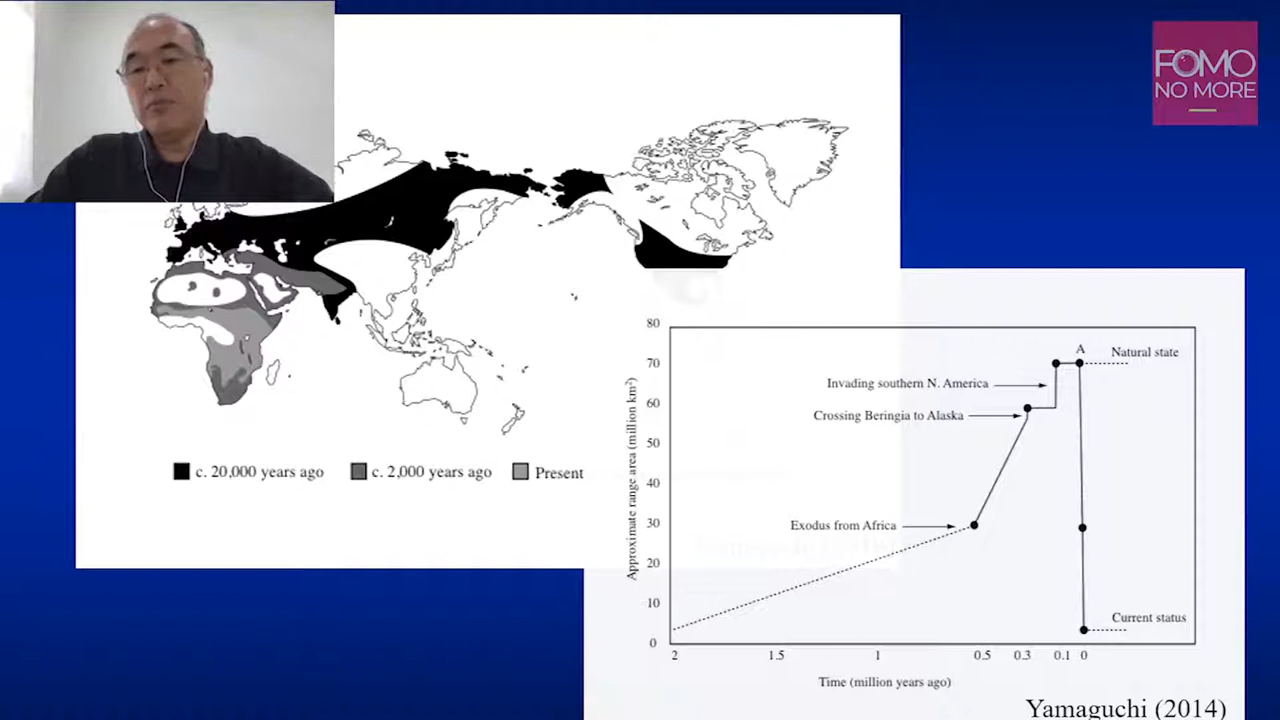 FOMO
NO MORE
c. 20,000 years ago
c. 2,000 years ago
Present
Approximate range area (million km²)
80
70
60
50
40
30
20
10
0
A
Natural state
Invading southern N. America
Crossing Beringia to Alaska
Exodus from Africa
Current status
2
1.5
1
0.5
0.3
0.1
0
Time (million years ago)
Yamaguchi (2014)